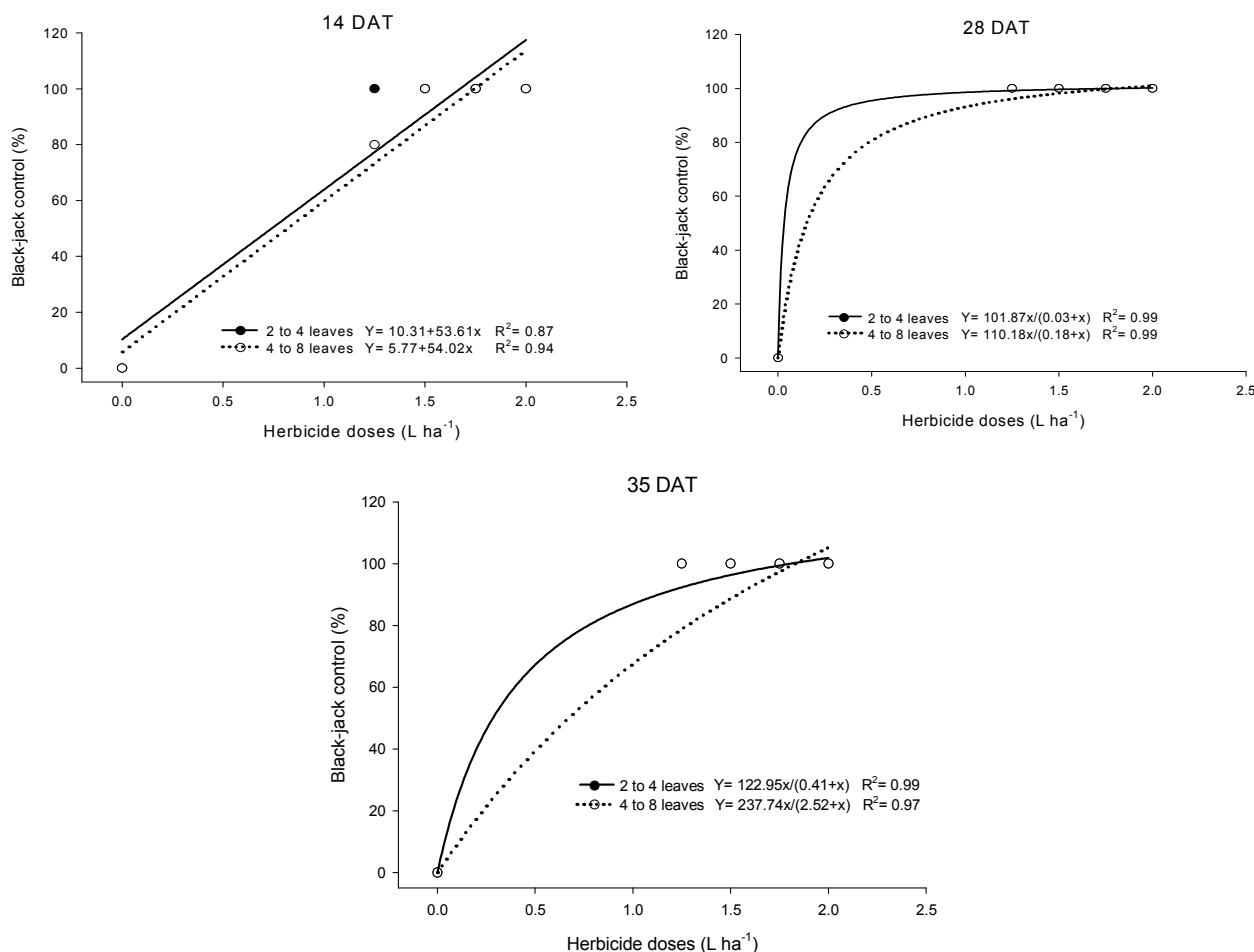 14 DAT
Black-jack control (%)
120
100
80
60
40
20
0
2 to 4 leaves Y= 10.31+53.61x R²= 0.87
4 to 8 leaves Y= 5.77+54.02x R²= 0.94
0.0 0.5 1.0 1.5 2.0 2.5
Herbicide doses (L ha⁻¹)
28 DAT
Black-jack control (%)
120
100
80
60
40
20
0
2 to 4 leaves Y= 101.87x/(0.03+x) R²= 0.99
4 to 8 leaves Y= 110.18x/(0.18+x) R²= 0.99
0.0 0.5 1.0 1.5 2.0 2.5
Herbicide doses (L ha⁻¹)
35 DAT
Black-jack control (%)
120
100
80
60
40
20
0
2 to 4 leaves Y= 122.95x/(0.41+x) R²= 0.99
4 to 8 leaves Y= 237.74x/(2.52+x) R²= 0.97
0.0 0.5 1.0 1.5 2.0 2.5
Herbicide doses (L ha⁻¹)